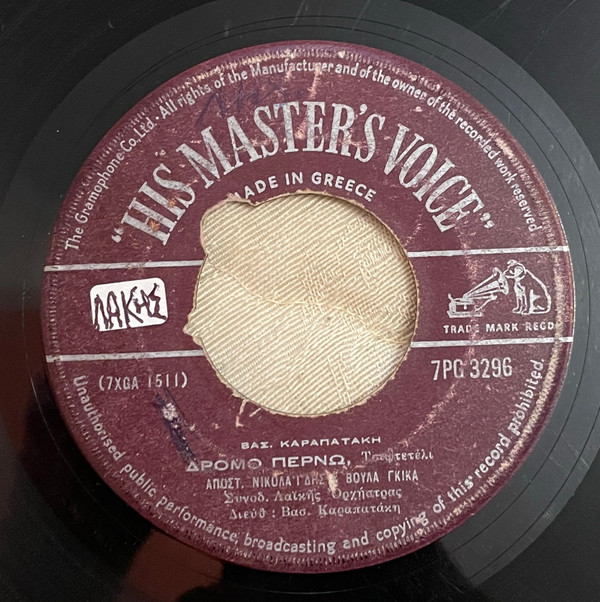 The Gramophone Co. Ltd. All rights of the Manufacturer and of the owner of the recorded work reserved
"HIS MASTER'S VOICE"
MADE IN GREECE
ΛΑΚΗΣ
TRADE MARK REGD
(7XGA 1511)
7PG 3296
ΒΑΣ. ΚΑΡΑΠΑΤΑΚΗ
ΔΡΟΜΟ ΠΕΡΝΩ, Τσιφτετέλι
ΑΠΟΣΤ. ΝΙΚΟΛΑΪΔΗΣ ΒΟΥΛΑ ΓΚΙΚΑ
Συνοδ. Λαϊκῆς Ὀρχήστρας
Διευθ: Βασ. Καραπατάκη
Unauthorised public performance, broadcasting and copying of this record prohibited.